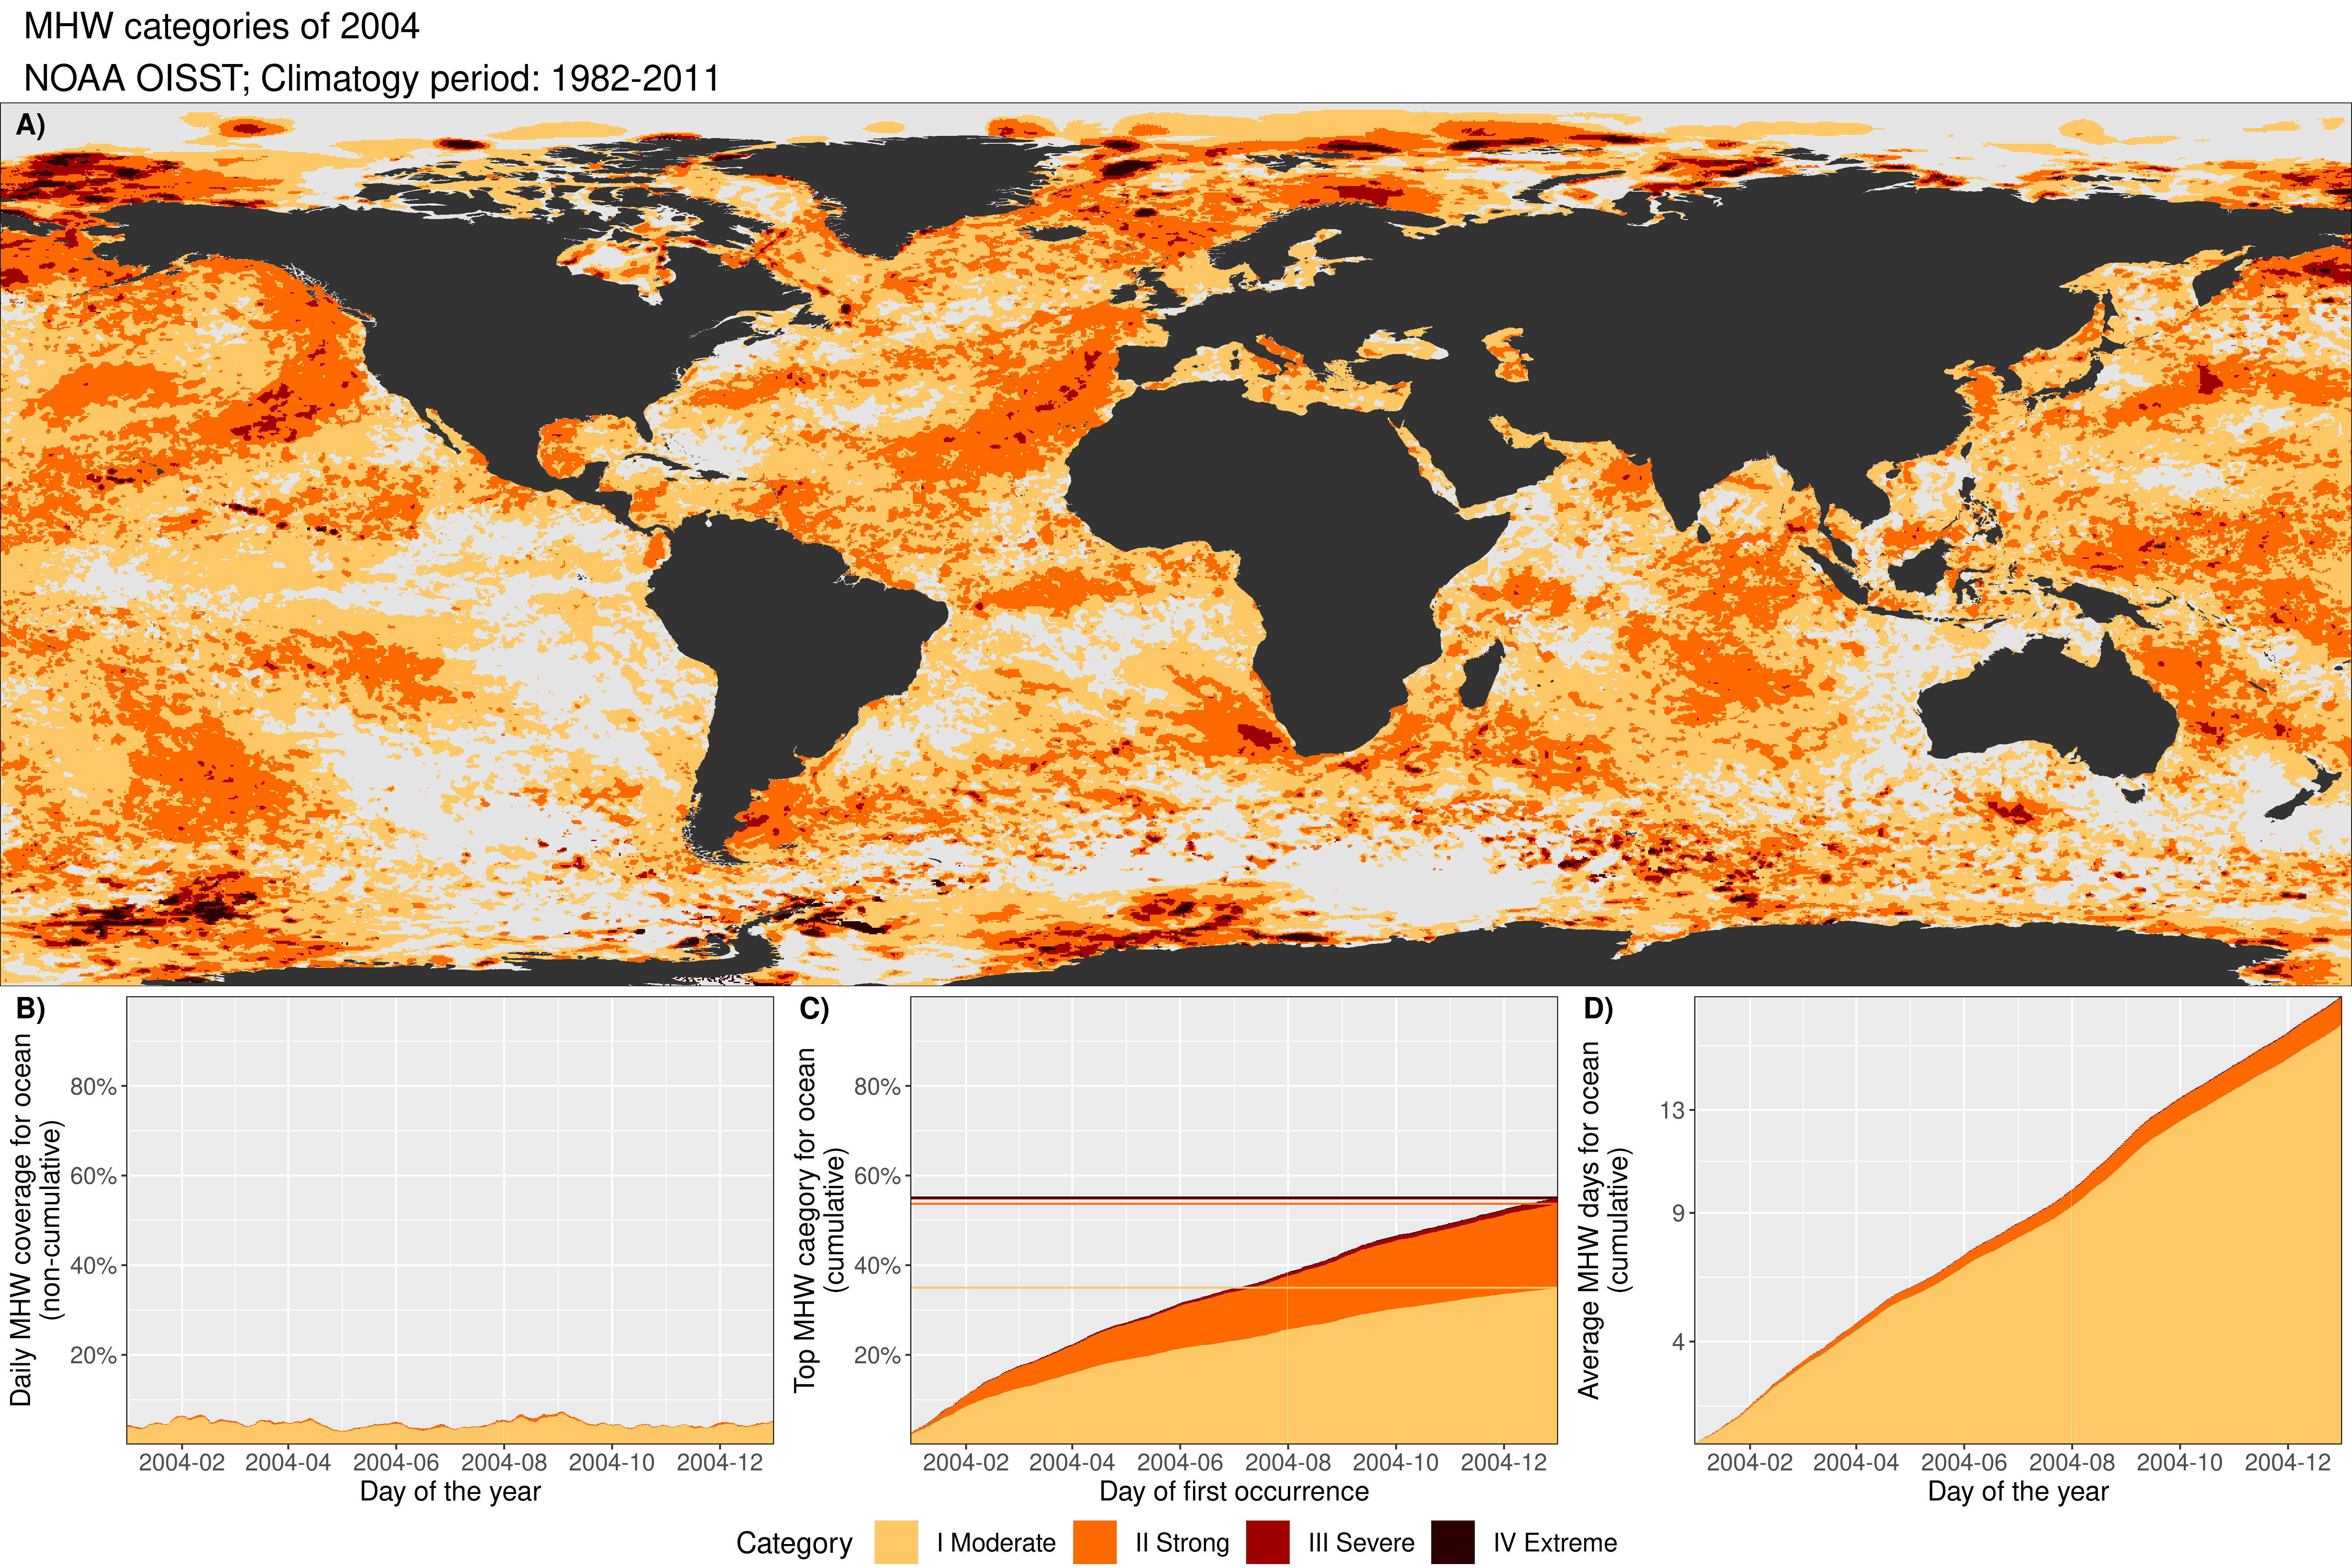 MHW categories of 2004
NOAA OISST; Climatogy period: 1982-2011
A)
B)
Daily MHW coverage for ocean
(non-cumulative)
80%
60%
40%
20%
2004-02 2004-04 2004-06 2004-08 2004-10 2004-12
Day of the year
C)
Top MHW category for ocean
(cumulative)
80%
60%
40%
20%
2004-02 2004-04 2004-06 2004-08 2004-10 2004-12
Day of first occurrence
D)
Average MHW days for ocean
(cumulative)
13
9
4
2004-02 2004-04 2004-06 2004-08 2004-10 2004-12
Day of the year
Category I Moderate II Strong III Severe IV Extreme